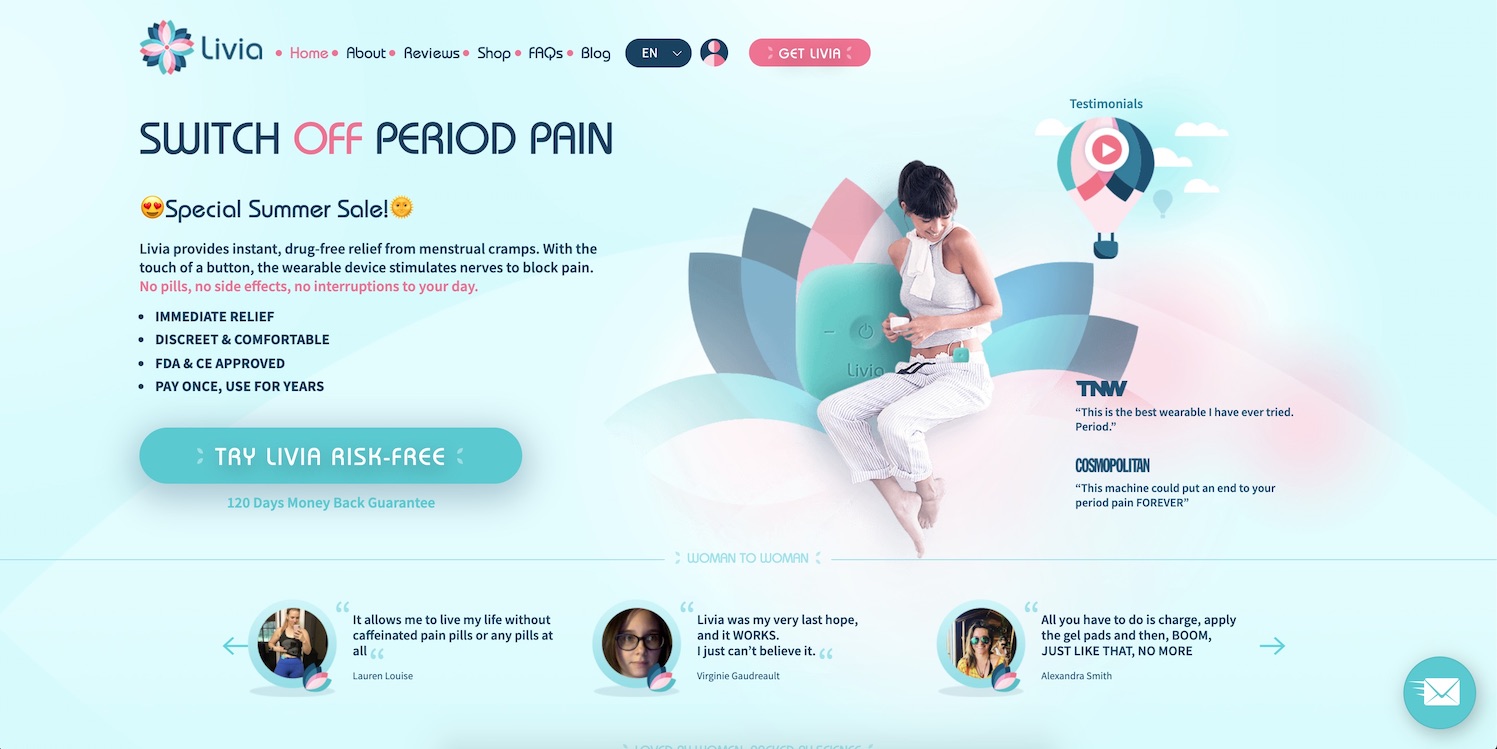 Livia
Home
About
Reviews
Shop
FAQs
Blog
EN
GET LIVIA
SWITCH OFF PERIOD PAIN
Testimonials
😍Special Summer Sale!🌞
Livia provides instant, drug-free relief from menstrual cramps. With the
touch of a button, the wearable device stimulates nerves to block pain.
No pills, no side effects, no interruptions to your day.
• IMMEDIATE RELIEF
• DISCREET & COMFORTABLE
• FDA & CE APPROVED
• PAY ONCE, USE FOR YEARS
TRY LIVIA RISK-FREE
120 Days Money Back Guarantee
Livia
TNW
“This is the best wearable I have ever tried.
Period.”
COSMOPOLITAN
“This machine could put an end to your
period pain FOREVER”
WOMAN TO WOMAN
“It allows me to live my life without
caffeinated pain pills or any pills at
all “
Lauren Louise
“Livia was my very last hope,
and it WORKS.
I just can’t believe it. “
Virginie Gaudreault
“All you have to do is charge, apply
the gel pads and then, BOOM,
JUST LIKE THAT, NO MORE
Alexandra Smith